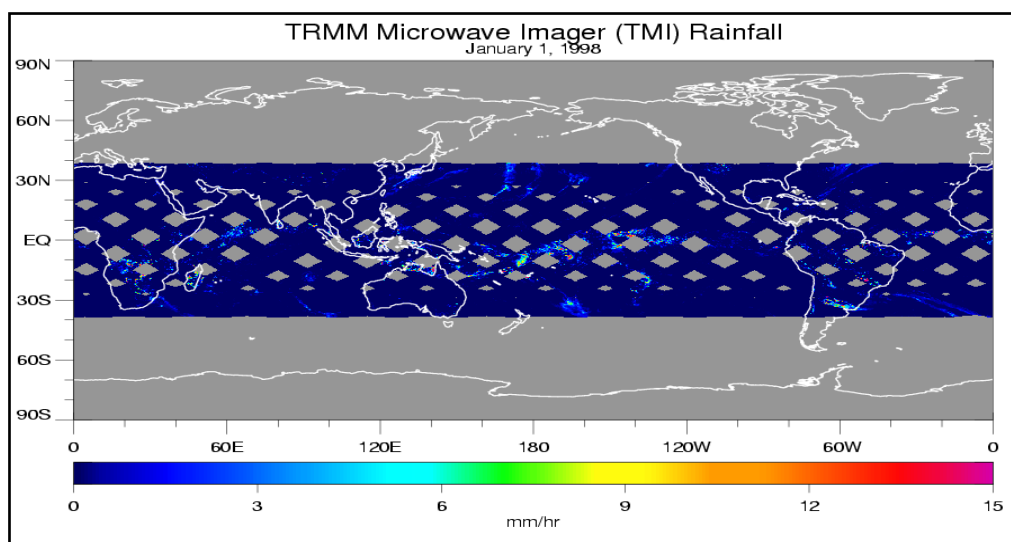 TRMM Microwave Imager (TMI) Rainfall
January 1, 1998
90N
60N
30N
EQ
30S
60S
90S
0 60E 120E 180 120W 60W 0
0 3 6 9 12 15
mm/hr